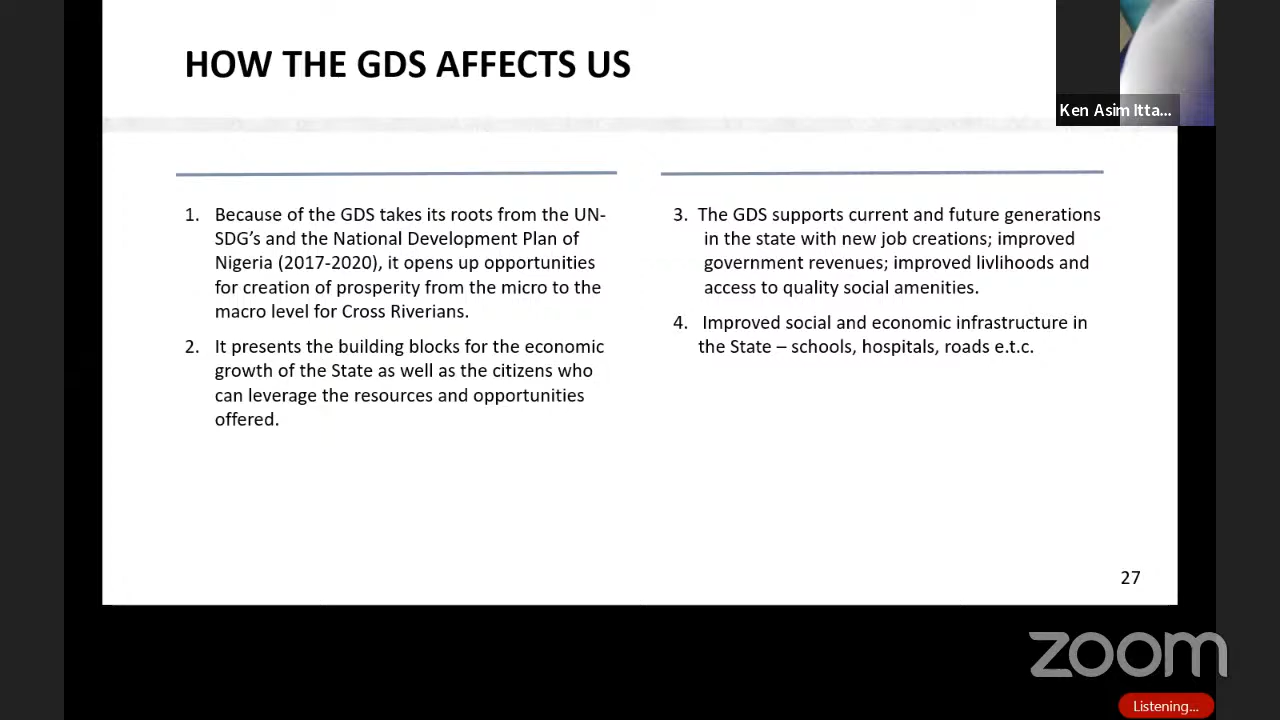 HOW THE GDS AFFECTS US
Ken Asim Itta...
1. Because of the GDS takes its roots from the UN-
SDG's and the National Development Plan of
Nigeria (2017-2020), it opens up opportunities
for creation of prosperity from the micro to the
macro level for Cross Riverians.
2. It presents the building blocks for the economic
growth of the State as well as the citizens who
can leverage the resources and opportunities
offered.
3. The GDS supports current and future generations
in the state with new job creations; improved
government revenues; improved livlihoods and
access to quality social amenities.
4. Improved social and economic infrastructure in
the State – schools, hospitals, roads e.t.c.
27
zoom
Listening...